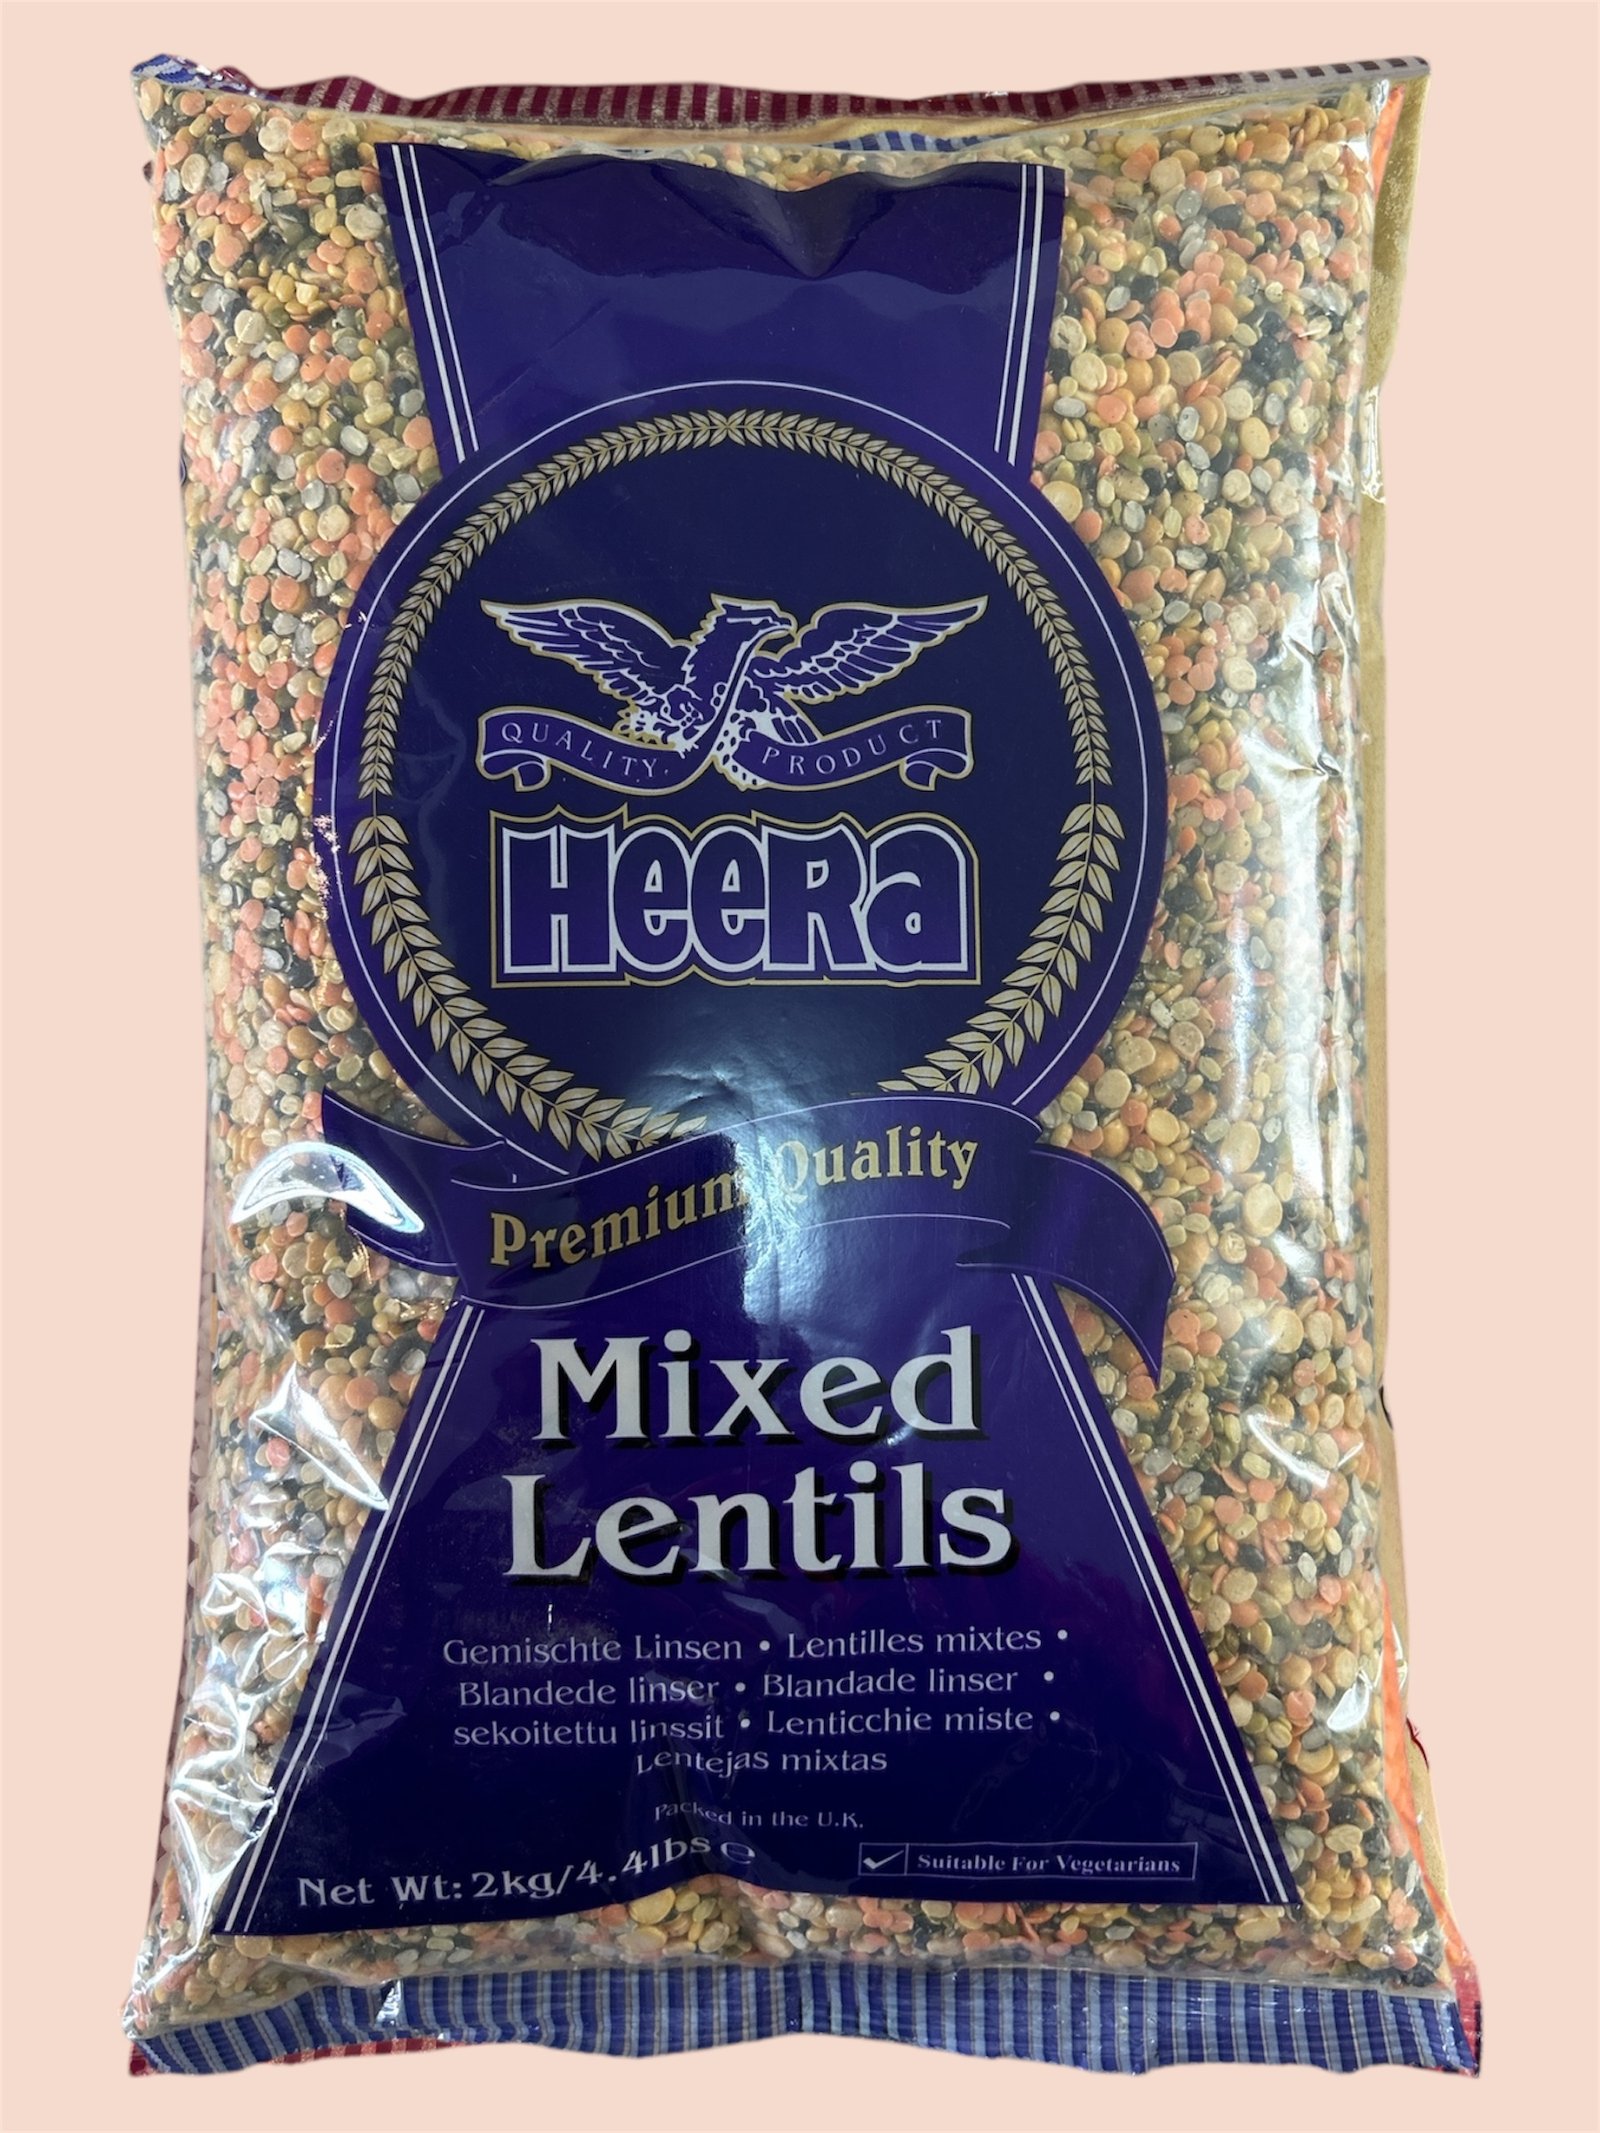 QUALITY PRODUCT
HEERA
Premium Quality
Mixed
Lentils
Gemischte Linsen • Lentilles mixtes •
Blandede linser • Blandade linser •
sekoitettu linssit • Lenticchie miste •
Lentejas mixtas
Packed in the U.K.
Net Wt: 2kg/4.4lbs e
Suitable For Vegetarians